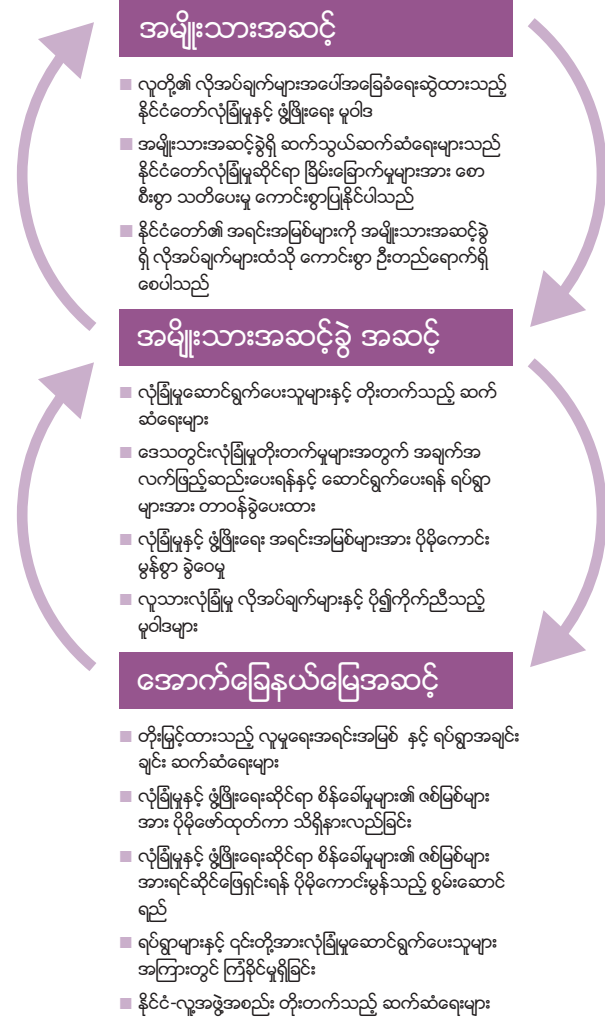 အမျိုးသားအဆင့်
■ လူတို့၏ လိုအပ်ချက်များအပေါ်အခြေခံရေးဆွဲထားသည့်
နိုင်ငံတော်လုံခြုံမှုနှင့် ဖွံ့ဖြိုးရေး မူဝါဒ
■ အမျိုးသားအဆင့်ခွဲရှိ ဆက်သွယ်ဆက်ဆံရေးများသည်
နိုင်ငံတော်လုံခြုံမှုဆိုင်ရာ ခြိမ်းခြောက်မှုများအား စော
စီးစွာ သတိပေးမှု ကောင်းစွာပြုနိုင်ပါသည်
■ နိုင်ငံတော်၏ အရင်းအမြစ်များကို အမျိုးသားအဆင့်ခွဲ
ရှိ လိုအပ်ချက်များထံသို ကောင်းစွာ ဦးတည်ရောက်ရှိ
စေပါသည်
အမျိုးသားအဆင့်ခွဲ အဆင့်
■ လုံခြုံမှုဆောင်ရွက်ပေးသူများနှင့် တိုးတက်သည့် ဆက်
ဆံရေးများ
■ ဒေသတွင်းလုံခြုံမှုတိုးတက်မှုများအတွက် အချက်အ
လက်ဖြည့်ဆည်းပေးရန်နှင့် ဆောင်ရွက်ပေးရန် ရပ်ရွာ
များအား တာဝန်ခွဲပေးထား
■ လုံခြုံမှုနှင့် ဖွံ့ဖြိုးရေး အရင်းအမြစ်များအား ပိုမိုကောင်း
မွန်စွာ ခွဲဝေမှု
■ လူသားလုံခြုံမှု လိုအပ်ချက်များနှင့် ပို၍ကိုက်ညီသည့်
မူဝါဒများ
အောက်ခြေနယ်မြေအဆင့်
■ တိုးမြှင့်ထားသည့် လူမှုရေးအရင်းအမြစ် နှင့် ရပ်ရွာအချင်း
ချင်း ဆက်ဆံရေးများ
■ လုံခြုံမှုနှင့် ဖွံ့ဖြိုးရေးဆိုင်ရာ စိန်ခေါ်မှုများ၏ ဇစ်မြစ်များ
အား ပိုမိုဖော်ထုတ်ကာ သိရှိနားလည်ခြင်း
■ လုံခြုံမှုနှင့် ဖွံ့ဖြိုးရေးဆိုင်ရာ စိန်ခေါ်မှုများ၏ ဇစ်မြစ်များ
အားရင်ဆိုင်ဖြေရှင်းရန် ပိုမိုကောင်းမွန်သည့် စွမ်းဆောင်
ရည်
■ ရပ်ရွာများနှင့် ၎င်းတို့အားလုံခြုံမှုဆောင်ရွက်ပေးသူများ
အကြားတွင် ကြံ့ခိုင်မှုရှိခြင်း
■ နိုင်ငံ-လူ့အဖွဲ့အစည်း တိုးတက်သည့် ဆက်ဆံရေးများ